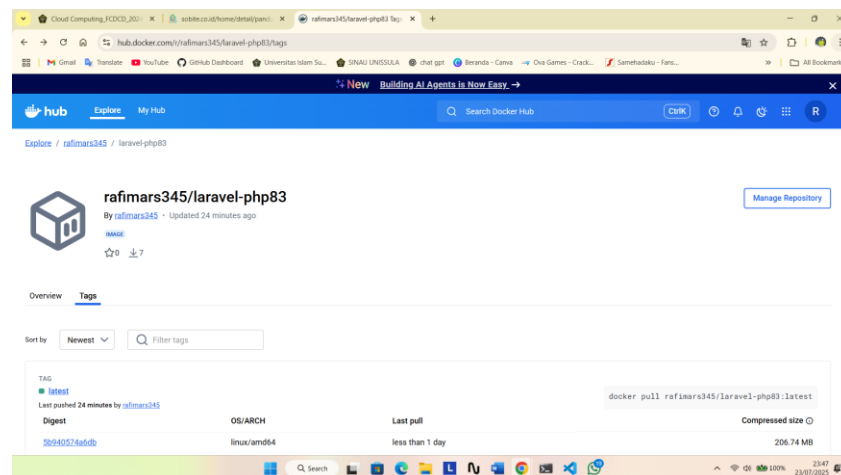 Cloud Computing_FCDCD_202
sobite.co.id/home/detail/pand
rafimars345/laravel-php83 Tags
hub.docker.com/r/rafimars345/laravel-php83/tags
Gmail Translate YouTube GitHub Dashboard Universitas Islam Su... SINAU UNISSULA chat gpt Beranda - Canva Ova Games - Crack... Samehadaku - Fans... All Bookmark
New Building AI Agents is Now Easy →
hub Explore My Hub Search Docker Hub CtrlK R
Explore / rafimars345 / laravel-php83
rafimars345/laravel-php83
Manage Repository
By rafimars345 · Updated 24 minutes ago
IMAGE
0 7
Overview Tags
Sort by Newest Filter tags
TAG
latest
docker pull rafimars345/laravel-php83:latest
Last pushed 24 minutes by rafimars345
Digest OS/ARCH Last pull Compressed size
5b940574a6db linux/amd64 less than 1 day 206.74 MB
Search 100% 23:47
23/07/2025